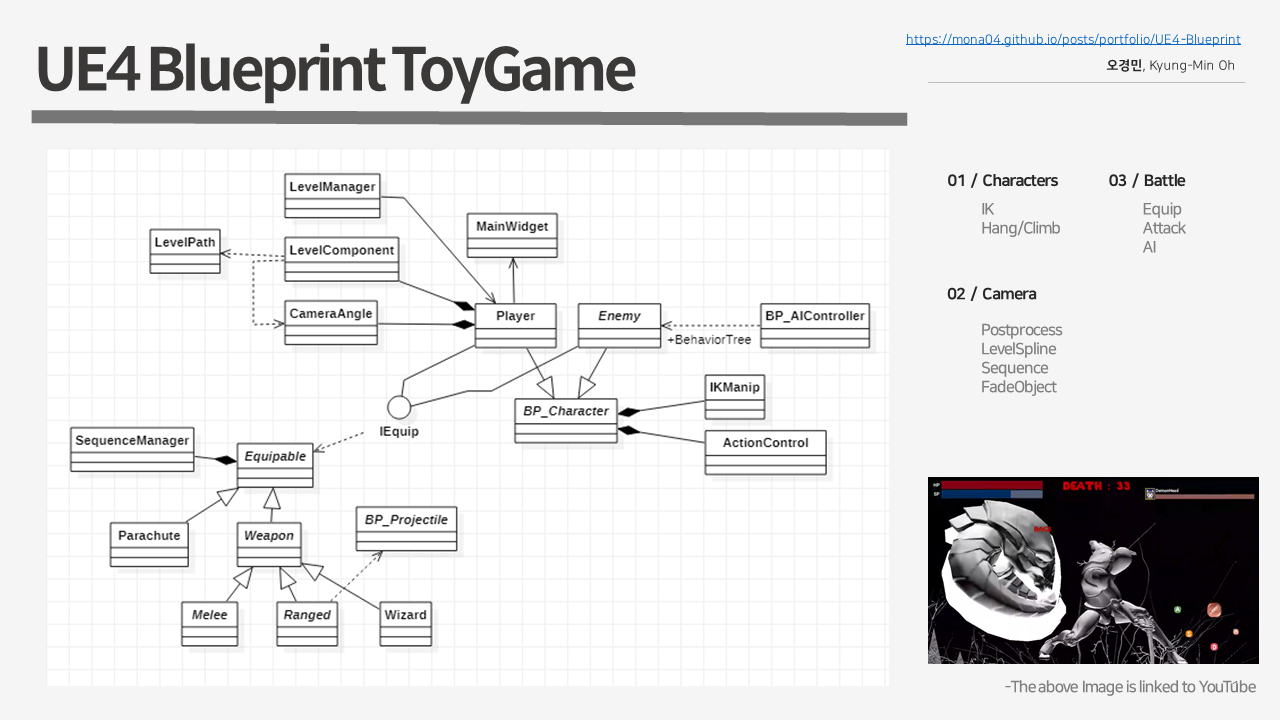 UE4 Blueprint ToyGame
https://mona04.github.io/posts/portfolio/UE4-Blueprint
오경민, Kyung-Min Oh
LevelManager
MainWidget
LevelPath
LevelComponent
CameraAngle
Player
Enemy
BP_AIController
+BehaviorTree
IKManip
BP_Character
IEquip
SequenceManager
ActionControl
Equipable
BP_Projectile
Parachute
Weapon
Melee
Ranged
Wizard
01 / Characters
IK
Hang/Climb
03 / Battle
Equip
Attack
AI
02 / Camera
Postprocess
LevelSpline
Sequence
FadeObject
HP
SP
DEATH : 33
-The above Image is linked to YouTube